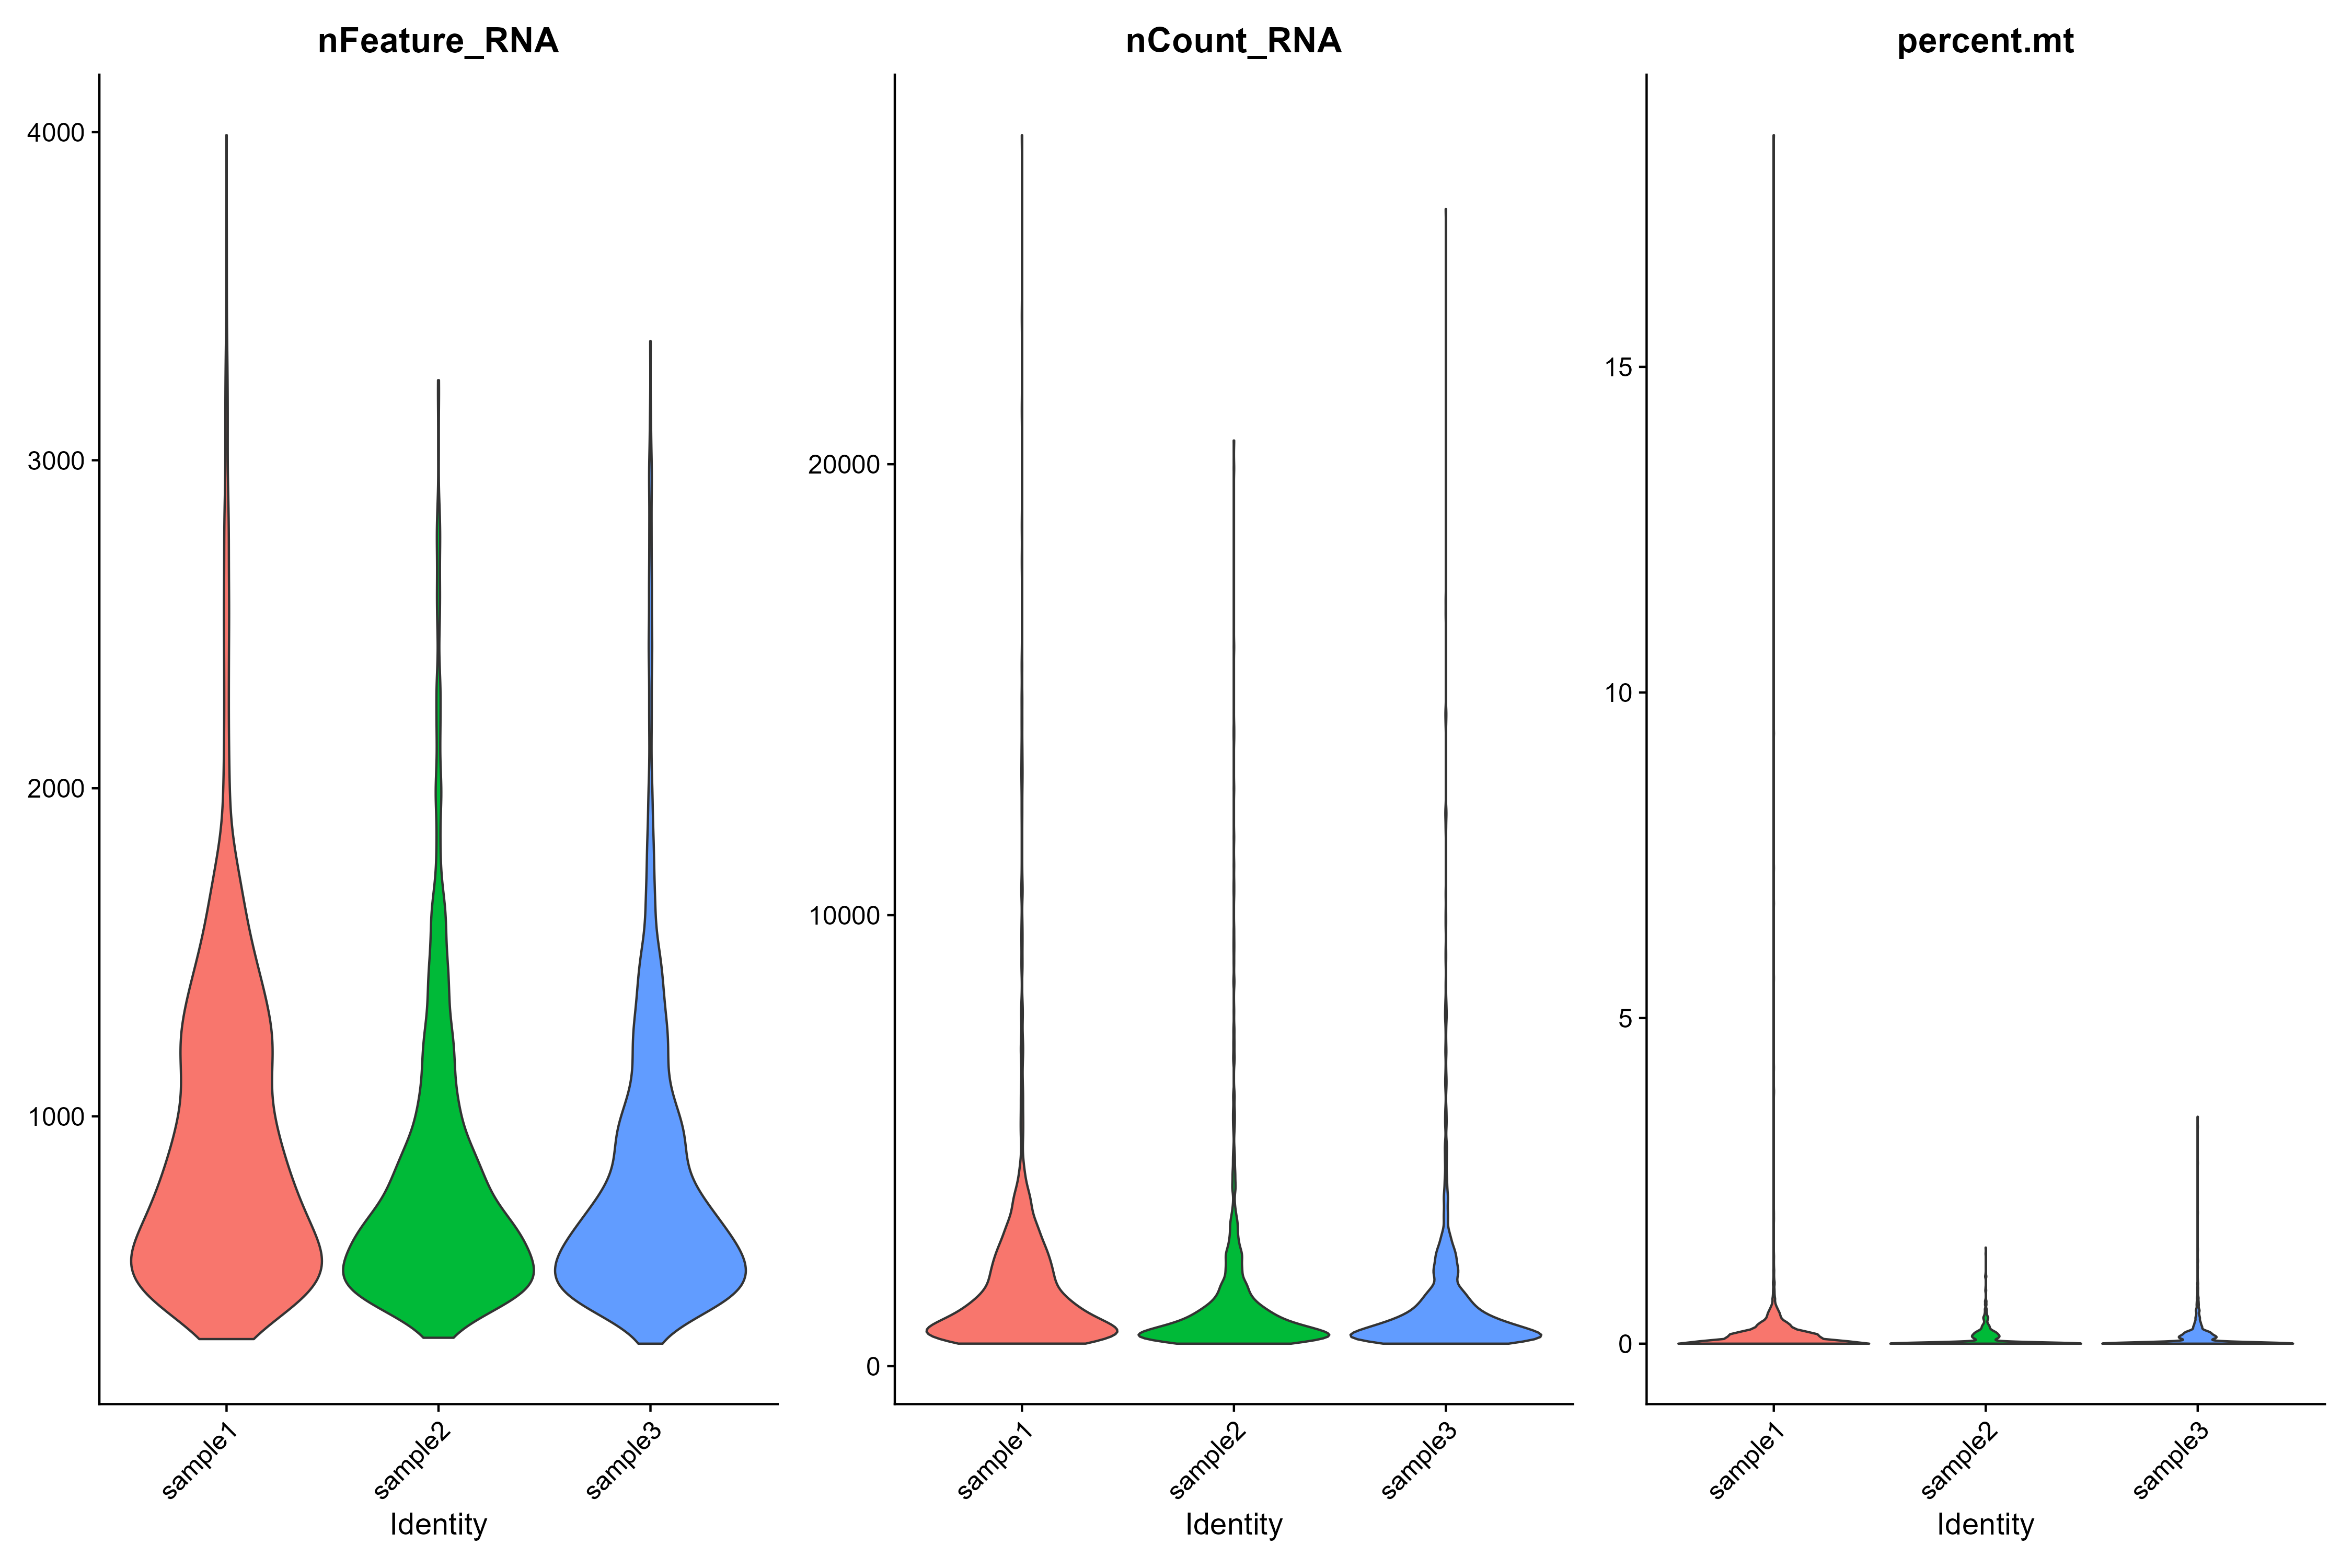 nFeature_RNA
4000
3000
2000
1000
sample1
sample2
sample3
Identity
nCount_RNA
20000
10000
0
sample1
sample2
sample3
Identity
percent.mt
15
10
5
0
sample1
sample2
sample3
Identity